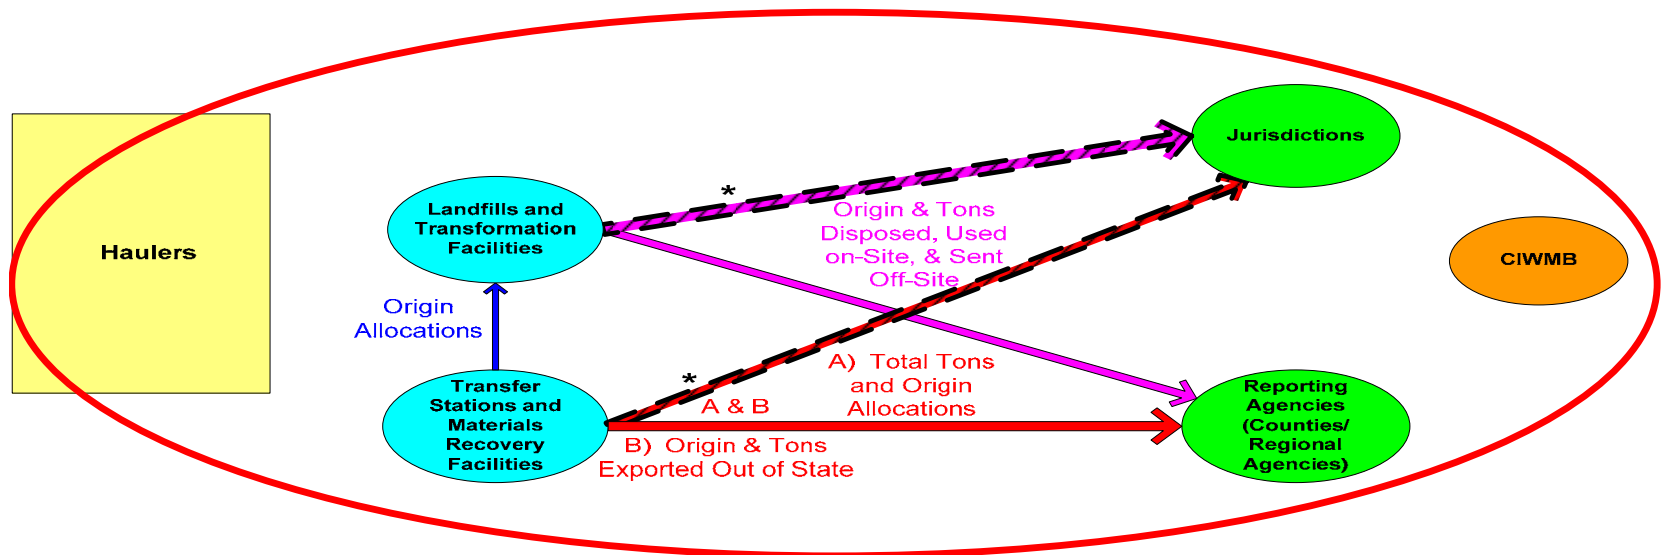 Haulers
Landfills and
Transformation
Facilities
Origin
Allocations
Transfer
Stations and
Materials
Recovery
Facilities
*
Origin & Tons
Disposed, Used
on-Site, & Sent
Off-Site
*
A & B
A)  Total Tons
and Origin
Allocations
B)  Origin & Tons
Exported Out of State
Jurisdictions
Reporting
Agencies
(Counties/
Regional
Agencies)
CIWMB